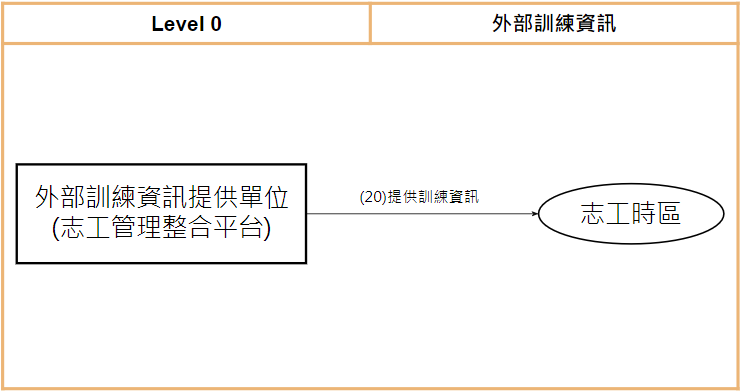 Level 0
外部訓練資訊
外部訓練資訊提供單位
(志工管理整合平台)
(20)提供訓練資訊
志工時區